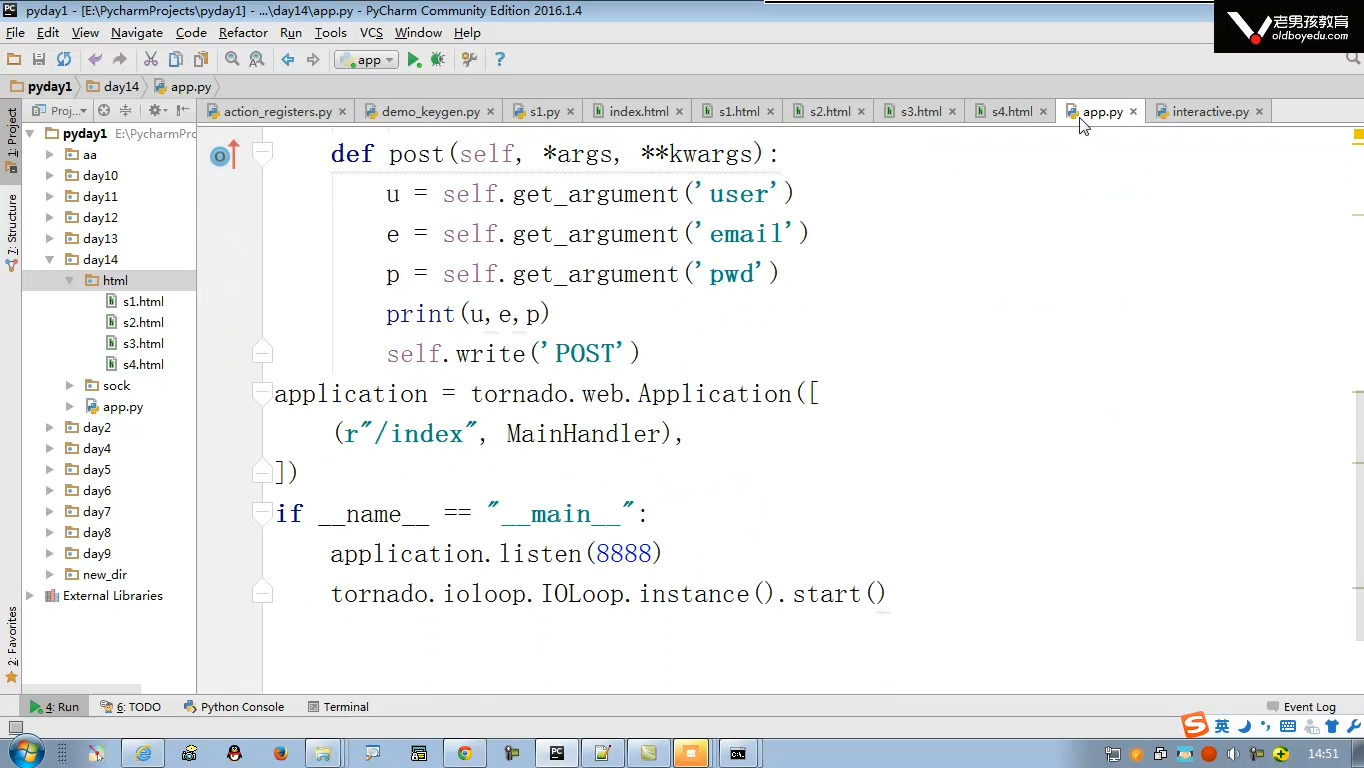 pyday1 - [E:\PycharmProjects\pyday1] - ...\day14\app.py - PyCharm Community Edition 2016.1.4
老男孩教育
oldboyedu.com
File Edit View Navigate Code Refactor Run Tools VCS Window Help
app
pyday1 day14 app.py
Proj...
action_registers.py demo_keygen.py s1.py index.html s1.html s2.html s3.html s4.html app.py interactive.py
1: Project
7: Structure
2: Favorites
pyday1 E:\PycharmPro
aa
day10
day11
day12
day13
day14
html
s1.html
s2.html
s3.html
s4.html
sock
app.py
day2
day4
day5
day6
day7
day8
day9
new_dir
External Libraries
def post(self, *args, **kwargs):
u = self.get_argument('user')
e = self.get_argument('email')
p = self.get_argument('pwd')
print(u,e,p)
self.write('POST')
application = tornado.web.Application([
(r"/index", MainHandler),
])
if __name__ == "__main__":
application.listen(8888)
tornado.ioloop.IOLoop.instance().start()
4: Run 6: TODO Python Console Terminal Event Log
英
14:51